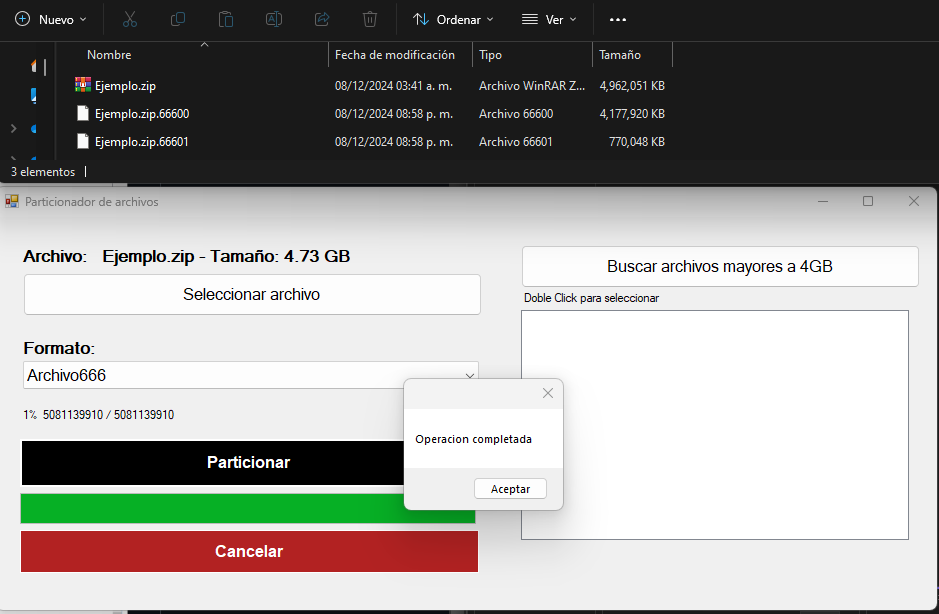 Nuevo Ordenar Ver
Nombre Fecha de modificación Tipo Tamaño
Ejemplo.zip 08/12/2024 03:41 a. m. Archivo WinRAR Z... 4,962,051 KB
Ejemplo.zip.66600 08/12/2024 08:58 p. m. Archivo 66600 4,177,920 KB
Ejemplo.zip.66601 08/12/2024 08:58 p. m. Archivo 66601 770,048 KB
3 elementos
Particionador de archivos
Archivo: Ejemplo.zip - Tamaño: 4.73 GB
Seleccionar archivo
Buscar archivos mayores a 4GB
Doble Click para seleccionar
Formato:
Archivo666
1% 5081139910 / 5081139910
Operacion completada
Aceptar
Particionar
Cancelar